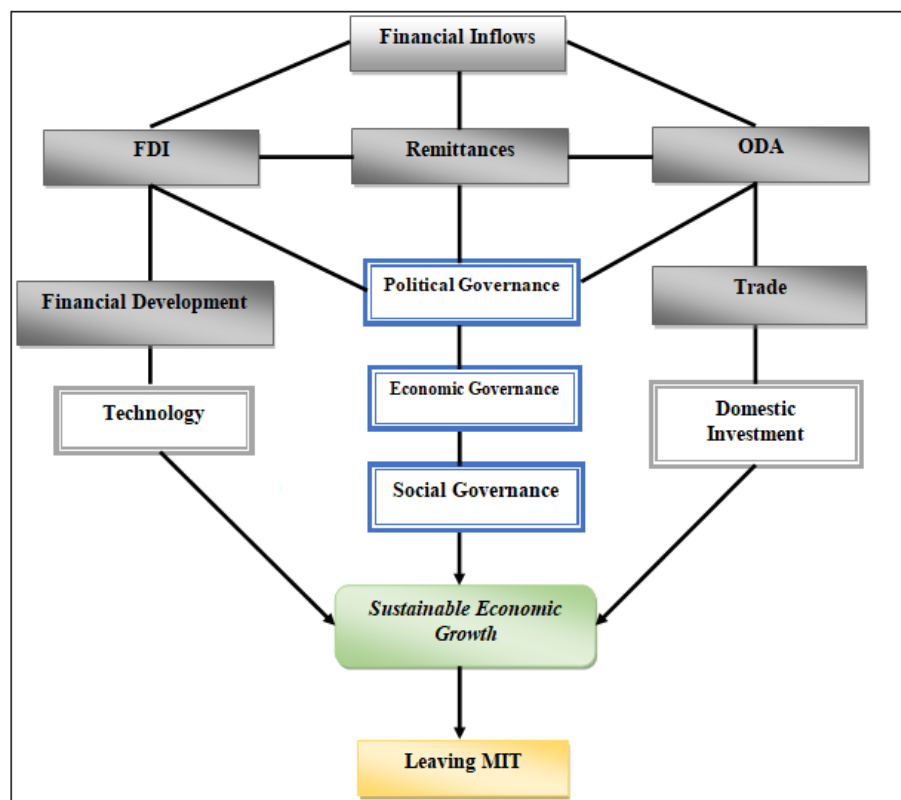 Financial Inflows
FDI
Remittances
ODA
Political Governance
Financial Development
Trade
Economic Governance
Technology
Domestic
Investment
Social Governance
Sustainable Economic
Growth
Leaving MIT